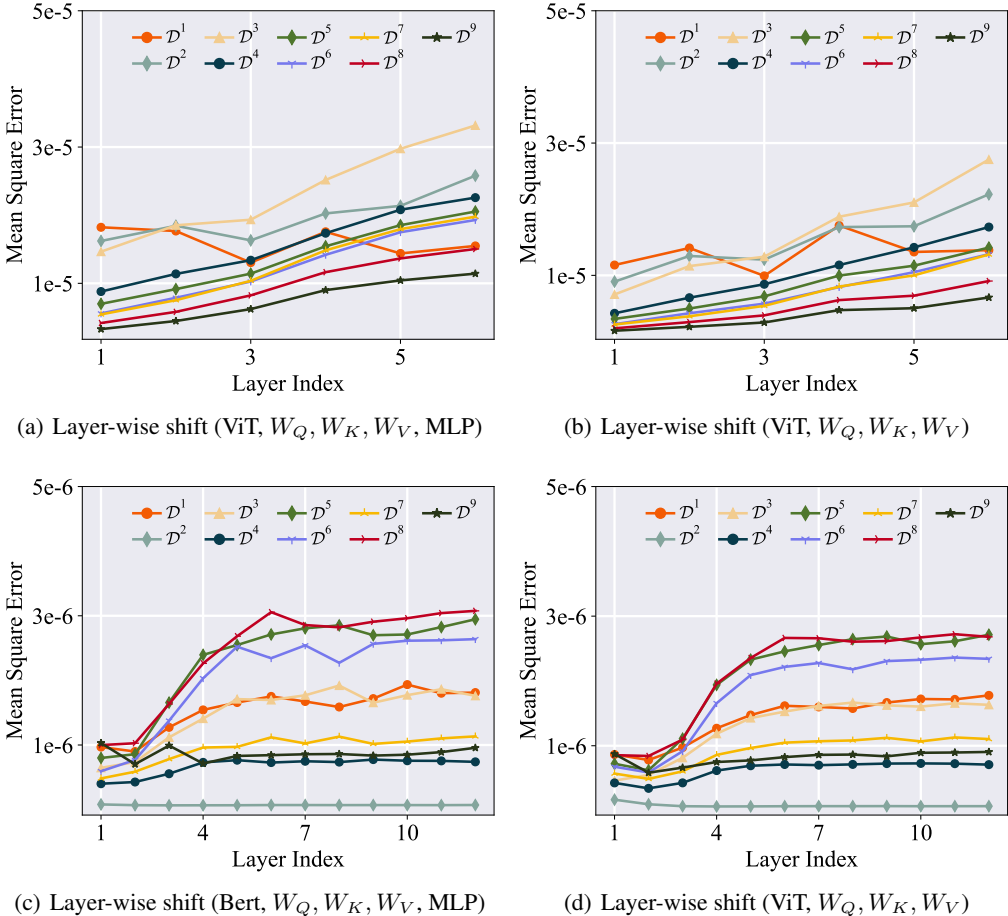 5e-5
3e-5
1e-5
Mean Square Error
𝒟¹ 𝒟³ 𝒟⁵ 𝒟⁷ 𝒟⁹
𝒟² 𝒟⁴ 𝒟⁶ 𝒟⁸
1 3 5
Layer Index
(a) Layer-wise shift (ViT, W_Q, W_K, W_V, MLP)
5e-5
3e-5
1e-5
Mean Square Error
𝒟¹ 𝒟³ 𝒟⁵ 𝒟⁷ 𝒟⁹
𝒟² 𝒟⁴ 𝒟⁶ 𝒟⁸
1 3 5
Layer Index
(b) Layer-wise shift (ViT, W_Q, W_K, W_V)
5e-6
3e-6
1e-6
Mean Square Error
𝒟¹ 𝒟³ 𝒟⁵ 𝒟⁷ 𝒟⁹
𝒟² 𝒟⁴ 𝒟⁶ 𝒟⁸
1 4 7 10
Layer Index
(c) Layer-wise shift (Bert, W_Q, W_K, W_V, MLP)
5e-6
3e-6
1e-6
Mean Square Error
𝒟¹ 𝒟³ 𝒟⁵ 𝒟⁷ 𝒟⁹
𝒟² 𝒟⁴ 𝒟⁶ 𝒟⁸
1 4 7 10
Layer Index
(d) Layer-wise shift (ViT, W_Q, W_K, W_V)